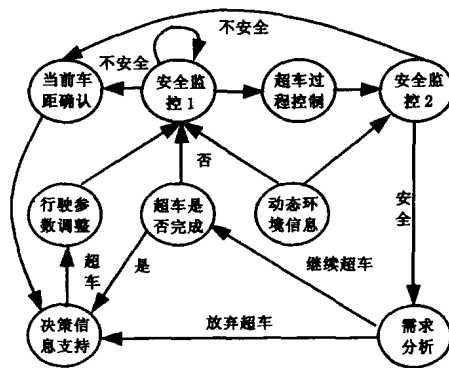 不安全
不安全
当前车
距确认
安全监
控1
超车过
程控制
安全监
控2
否
行驶参
数调整
超车是
否完成
动态环
境信息
安全
超车
是
继续超车
放弃超车
决策信
息支持
需求
分析